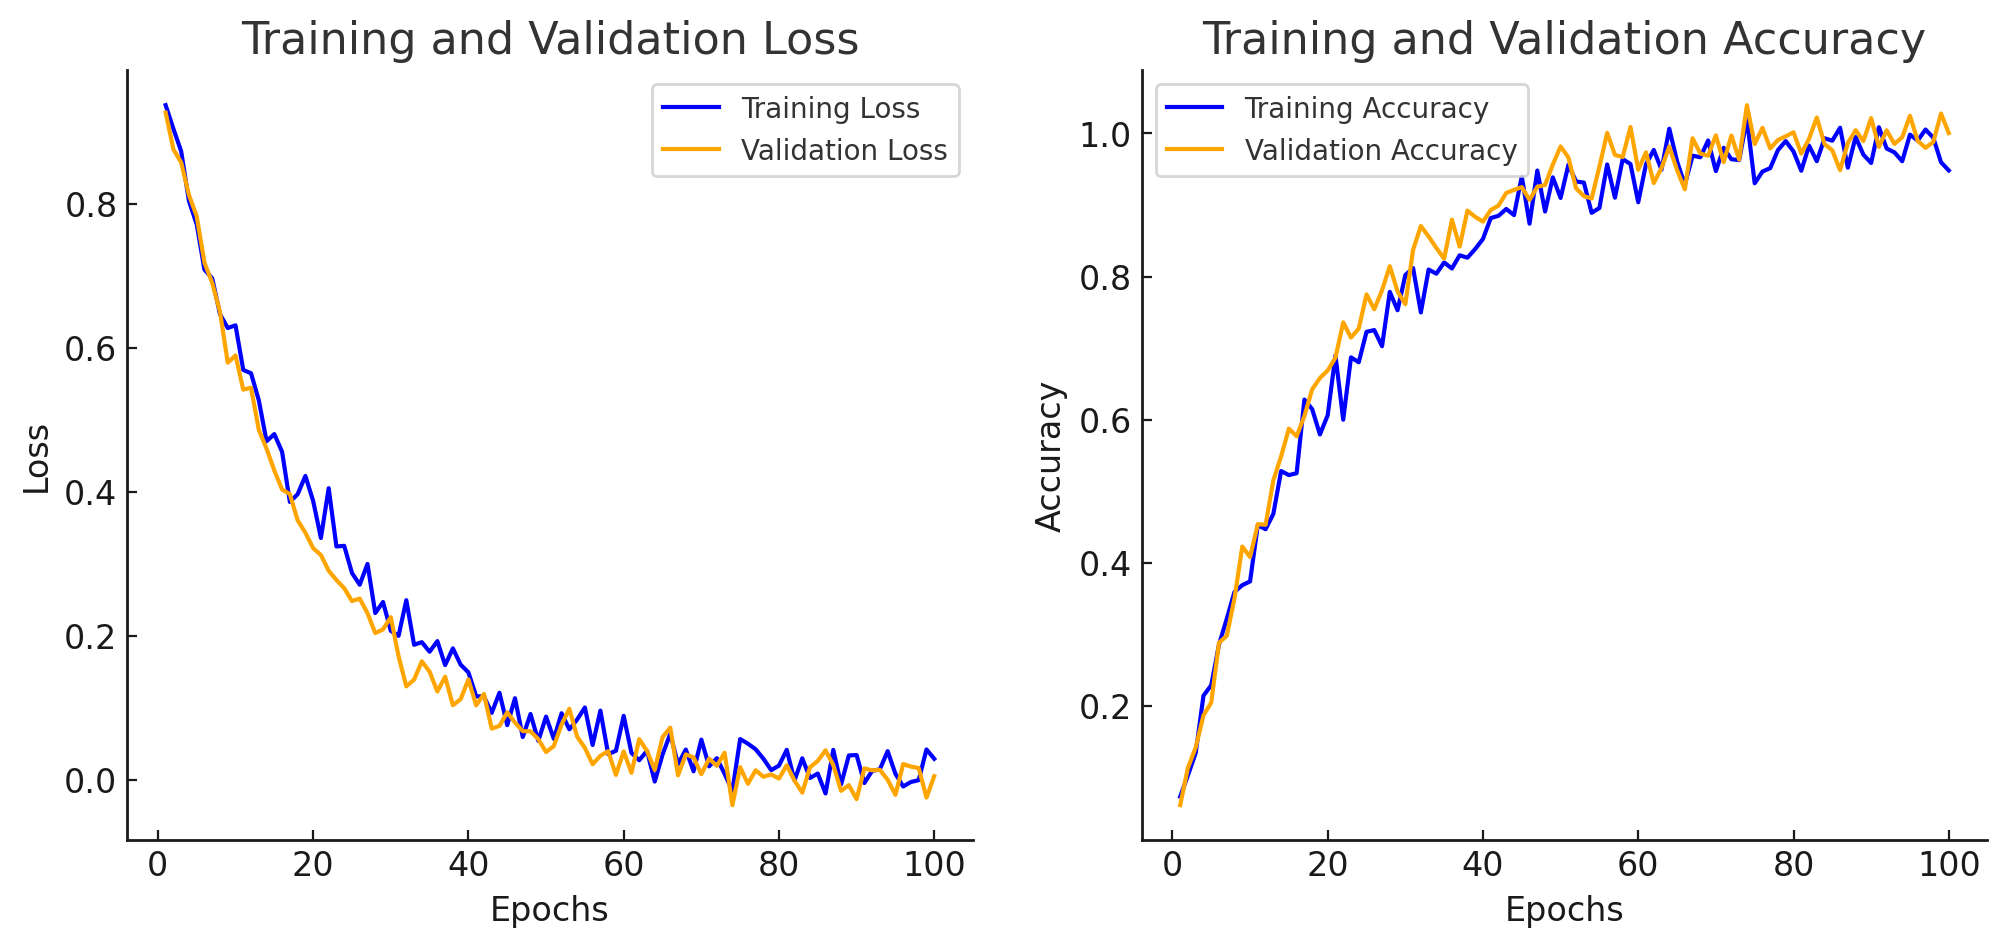 Training and Validation Loss
Training Loss
Validation Loss
Loss
0.8
0.6
0.4
0.2
0.0
0 20 40 60 80 100
Epochs
Training and Validation Accuracy
Training Accuracy
Validation Accuracy
Accuracy
1.0
0.8
0.6
0.4
0.2
0 20 40 60 80 100
Epochs